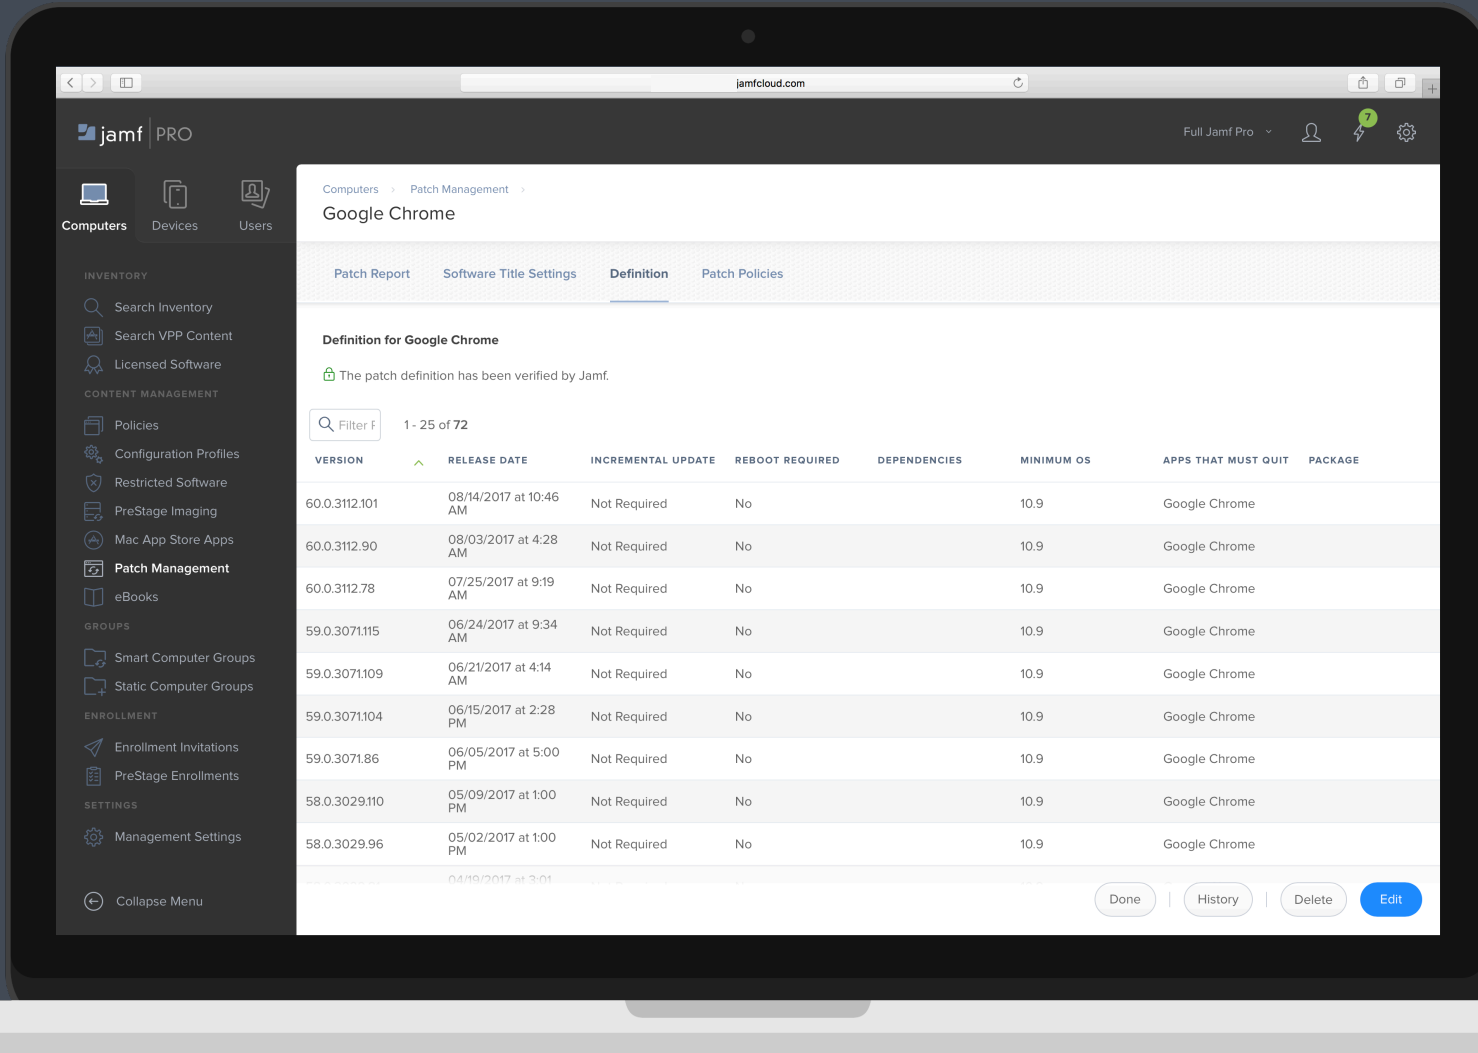 jamfcloud.com
jamf PRO
Full Jamf Pro
7
Computers
Devices
Users
INVENTORY
Search Inventory
Search VPP Content
Licensed Software
CONTENT MANAGEMENT
Policies
Configuration Profiles
Restricted Software
PreStage Imaging
Mac App Store Apps
Patch Management
eBooks
GROUPS
Smart Computer Groups
Static Computer Groups
ENROLLMENT
Enrollment Invitations
PreStage Enrollments
SETTINGS
Management Settings
Collapse Menu
Computers > Patch Management >
Google Chrome
Patch Report Software Title Settings Definition Patch Policies
Definition for Google Chrome
The patch definition has been verified by Jamf.
Filter 1 - 25 of 72
VERSION RELEASE DATE INCREMENTAL UPDATE REBOOT REQUIRED DEPENDENCIES MINIMUM OS APPS THAT MUST QUIT PACKAGE
60.0.3112.101 08/14/2017 at 10:46 AM Not Required No 10.9 Google Chrome
60.0.3112.90 08/03/2017 at 4:28 AM Not Required No 10.9 Google Chrome
60.0.3112.78 07/25/2017 at 9:19 AM Not Required No 10.9 Google Chrome
59.0.3071.115 06/24/2017 at 9:34 AM Not Required No 10.9 Google Chrome
59.0.3071.109 06/21/2017 at 4:14 AM Not Required No 10.9 Google Chrome
59.0.3071.104 06/15/2017 at 2:28 PM Not Required No 10.9 Google Chrome
59.0.3071.86 06/05/2017 at 5:00 PM Not Required No 10.9 Google Chrome
58.0.3029.110 05/09/2017 at 1:00 PM Not Required No 10.9 Google Chrome
58.0.3029.96 05/02/2017 at 1:00 PM Not Required No 10.9 Google Chrome
04/19/2017 at 3:01
Done History Delete Edit